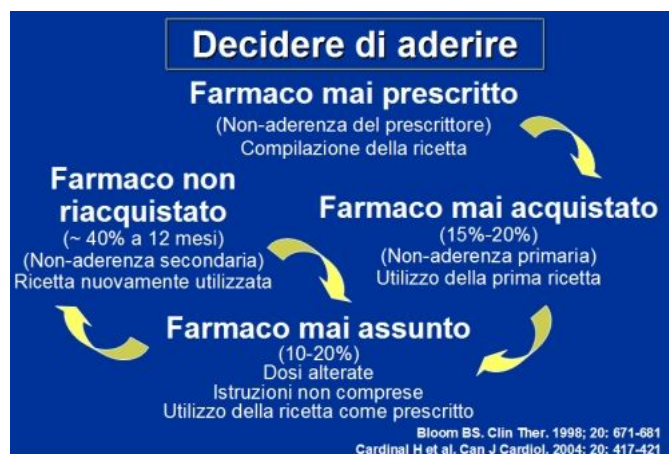 Decidere di aderire
Farmaco mai prescritto
(Non-aderenza del prescrittore)
Compilazione della ricetta
Farmaco mai acquistato
(15%-20%)
(Non-aderenza primaria)
Utilizzo della prima ricetta
Farmaco mai assunto
(10-20%)
Dosi alterate
Istruzioni non comprese
Utilizzo della ricetta come prescritto
Farmaco non
riacquistato
(~ 40% a 12 mesi)
(Non-aderenza secondaria)
Ricetta nuovamente utilizzata
Bloom BS. Clin Ther. 1998; 20: 671-681
Cardinal H et al. Can J Cardiol. 2004; 20: 417-421